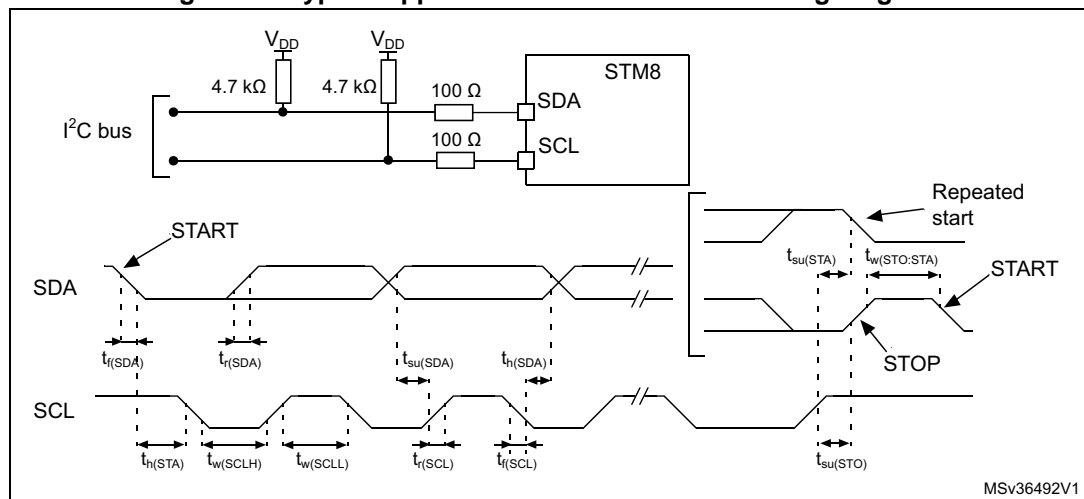 V_DD V_DD
STM8
4.7 kΩ 4.7 kΩ 100 Ω
SDA
I²C bus
100 Ω
SCL
Repeated
start
START
t_su(STA) t_w(STO:STA)
START
SDA
t_f(SDA) t_r(SDA) t_su(SDA) t_h(SDA)
STOP
SCL
t_h(STA) t_w(SCLH) t_w(SCLL) t_r(SCL) t_f(SCL) t_su(STO)
MSv36492V1